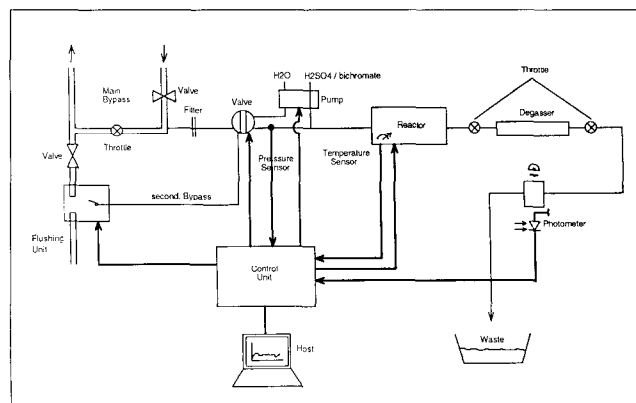 H2O
H2SO4 / bichromate
Main
Bypass
Valve
Filter
Valve
Pump
Throttle
Degasser
Throttle
Reactor
Valve
Pressure
Sensor
Temperature
Sensor
second. Bypass
Photometer
Flushing
Unit
Control
Unit
Host
Waste